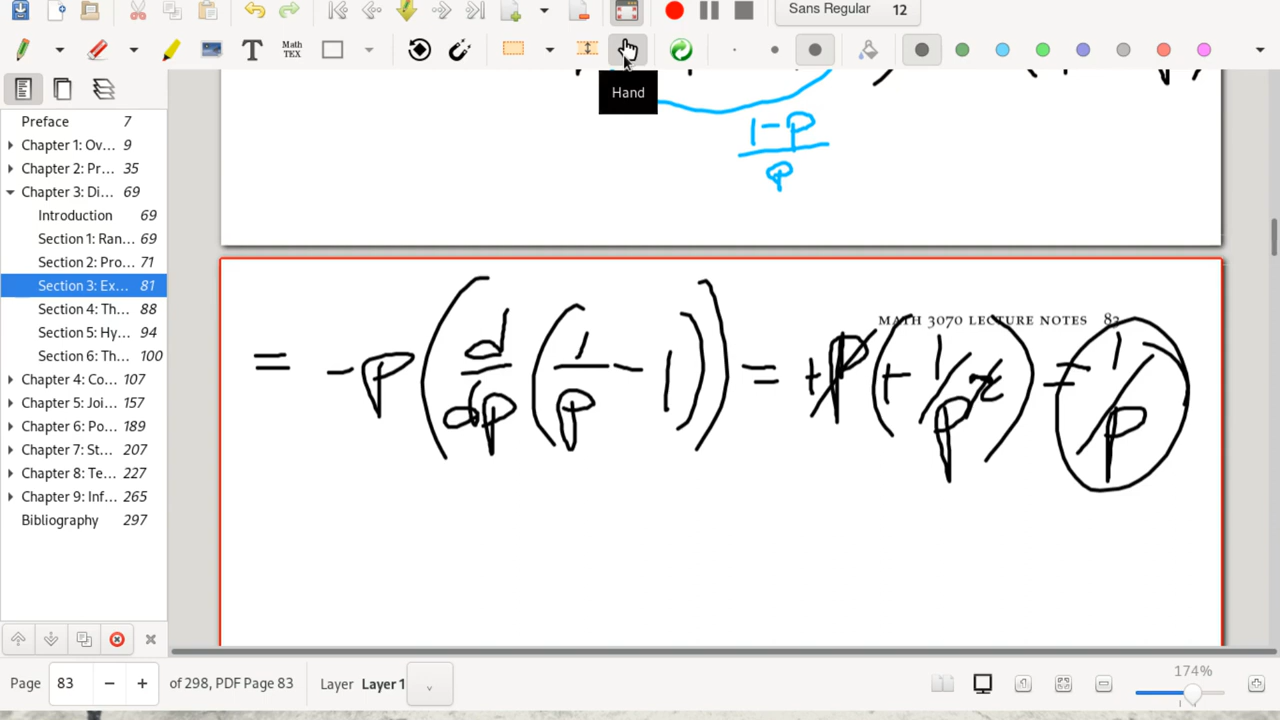 Sans Regular 12
T Math TEX
Hand
Preface 7
Chapter 1: Ov... 9
Chapter 2: Pr... 35
Chapter 3: Di... 69
Introduction 69
Section 1: Ran... 69
Section 2: Pro... 71
Section 3: Ex... 81
Section 4: Th... 88
Section 5: Hy... 94
Section 6: Th... 100
Chapter 4: Co... 107
Chapter 5: Joi... 157
Chapter 6: Po... 189
Chapter 7: St... 207
Chapter 8: Te... 227
Chapter 9: Inf... 265
Bibliography 297
1-p
p
MATH 3070 LECTURE NOTES
= -p(d/dp(1/p - 1)) = +p(+1/p²) = 1/p
Page 83 - + of 298, PDF Page 83 Layer Layer 1 174%